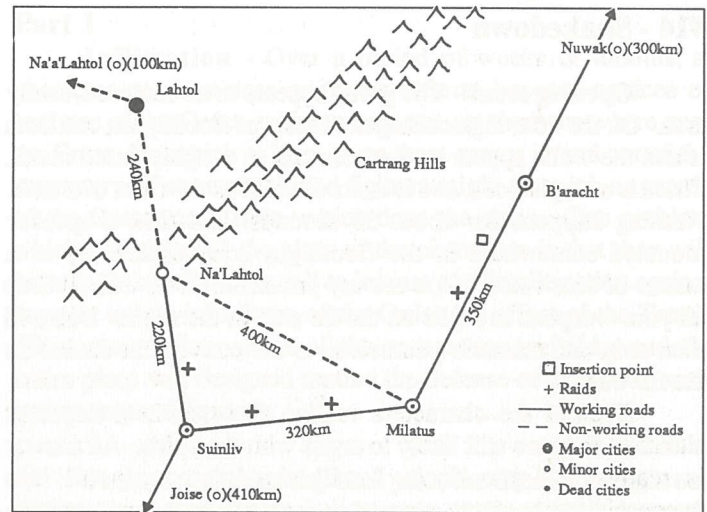 Nuwak(o)(300km)
Na'a'Lahtol (o)(100km)
Lahtol
240km
Cartrang Hills.
B'aracht
Na'Lahtol
220km
400km
350km
Milas
320km
Suinliv
Joise (o)(410km)
Insertion point
Raids
Working roads
Non-working roads
Major cities
Minor cities
Dead cities